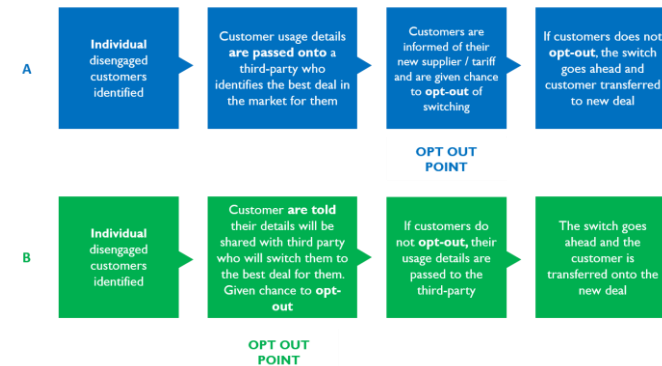 A
Individual
disengaged
customers
identified
Customer usage details
are passed onto a
third-party who
identifies the best deal in
the market for them
Customers are
informed of their
new supplier / tariff
and are given chance
to opt-out of
switching
If customers does not
opt-out, the switch
goes ahead and
customer transferred
to new deal
OPT OUT
POINT
B
Individual
disengaged
customers
identified
Customer are told
their details will be
shared with third party
who will switch them to
the best deal for them.
Given chance to opt-
out
If customers do
not opt-out, their
usage details are
passed to the
third-party
The switch goes
ahead and the
customer is
transferred onto the
new deal
OPT OUT
POINT